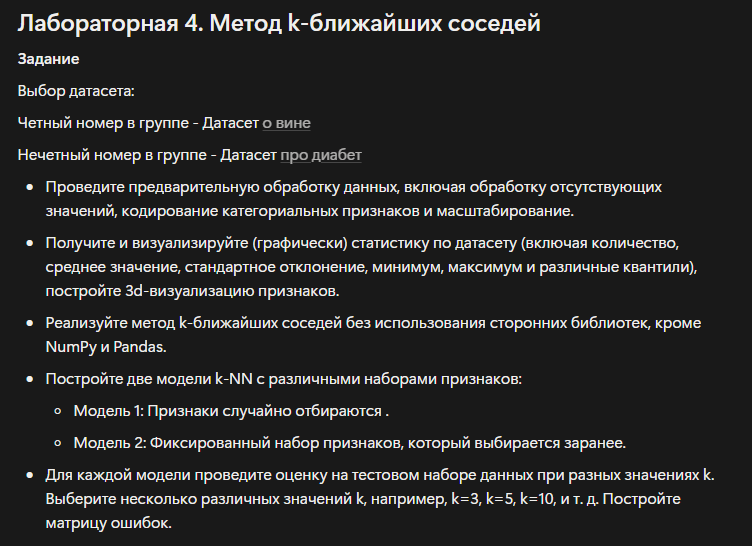 Лабораторная 4. Метод k-ближайших соседей
Задание
Выбор датасета:
Четный номер в группе - Датасет о вине
Нечетный номер в группе - Датасет про диабет
• Проведите предварительную обработку данных, включая обработку отсутствующих
значений, кодирование категориальных признаков и масштабирование.
• Получите и визуализируйте (графически) статистику по датасету (включая количество,
среднее значение, стандартное отклонение, минимум, максимум и различные квантили),
постройте 3d-визуализацию признаков.
• Реализуйте метод k-ближайших соседей без использования сторонних библиотек, кроме
NumPy и Pandas.
• Постройте две модели k-NN с различными наборами признаков:
◦ Модель 1: Признаки случайно отбираются .
◦ Модель 2: Фиксированный набор признаков, который выбирается заранее.
• Для каждой модели проведите оценку на тестовом наборе данных при разных значениях k.
Выберите несколько различных значений k, например, k=3, k=5, k=10, и т. д. Постройте
матрицу ошибок.